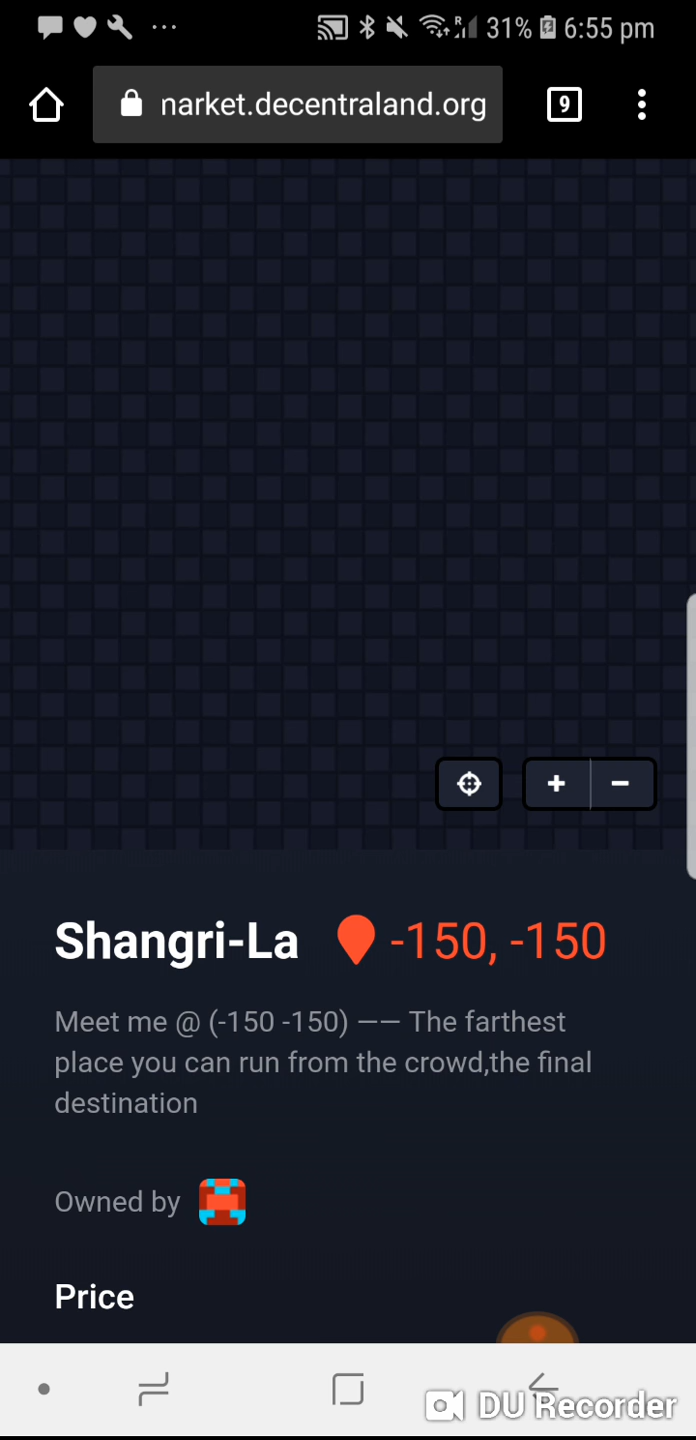 31% 6:55 pm
narket.decentraland.org 9
Shangri-La -150, -150
Meet me @ (-150 -150) —— The farthest
place you can run from the crowd,the final
destination
Owned by
Price
DU Recorder